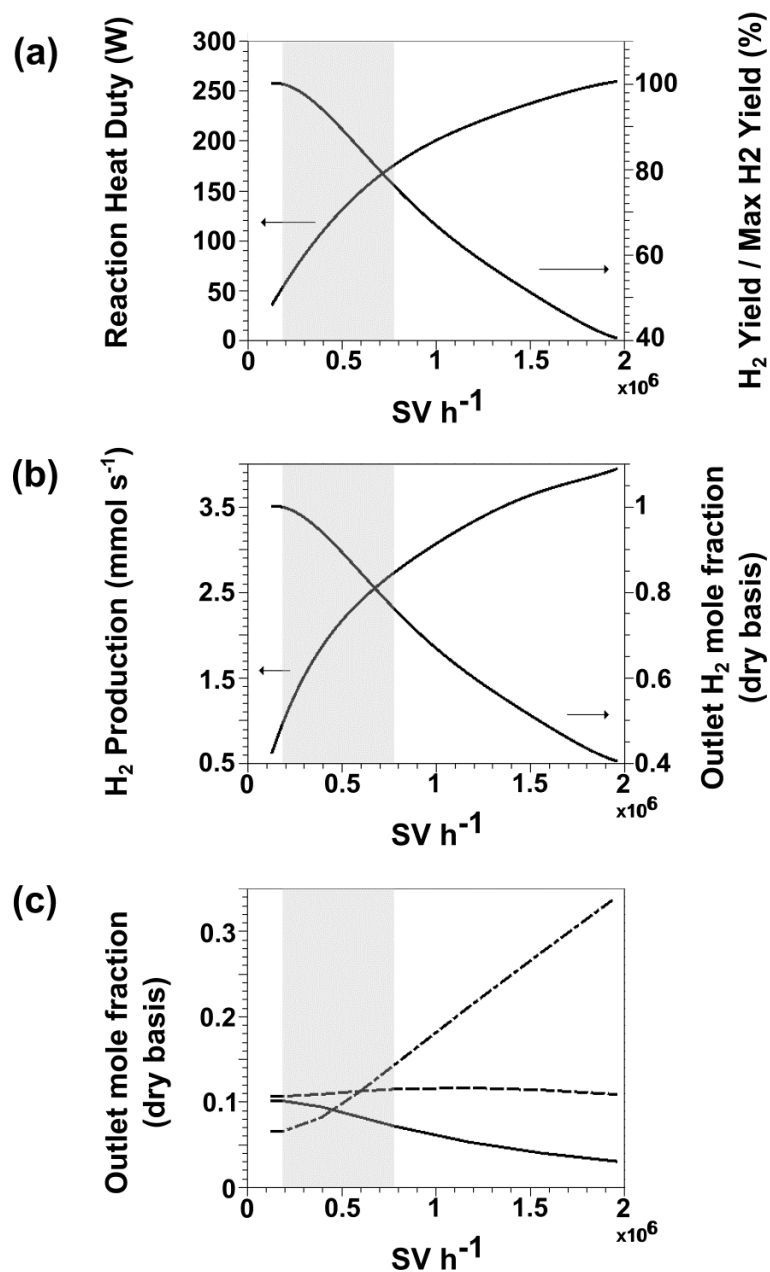 (a)
Reaction Heat Duty (W)
300
250
200
150
100
50
0
100
80
60
40
H₂ Yield / Max H2 Yield (%)
0 0.5 1 1.5 2
×10⁶
SV h⁻¹
(b)
H₂ Production (mmol s⁻¹)
3.5
2.5
1.5
0.5
1
0.8
0.6
0.4
Outlet H₂ mole fraction
(dry basis)
0 0.5 1 1.5 2
×10⁶
SV h⁻¹
(c)
Outlet mole fraction
(dry basis)
0.3
0.2
0.1
0
0 0.5 1 1.5 2
×10⁶
SV h⁻¹